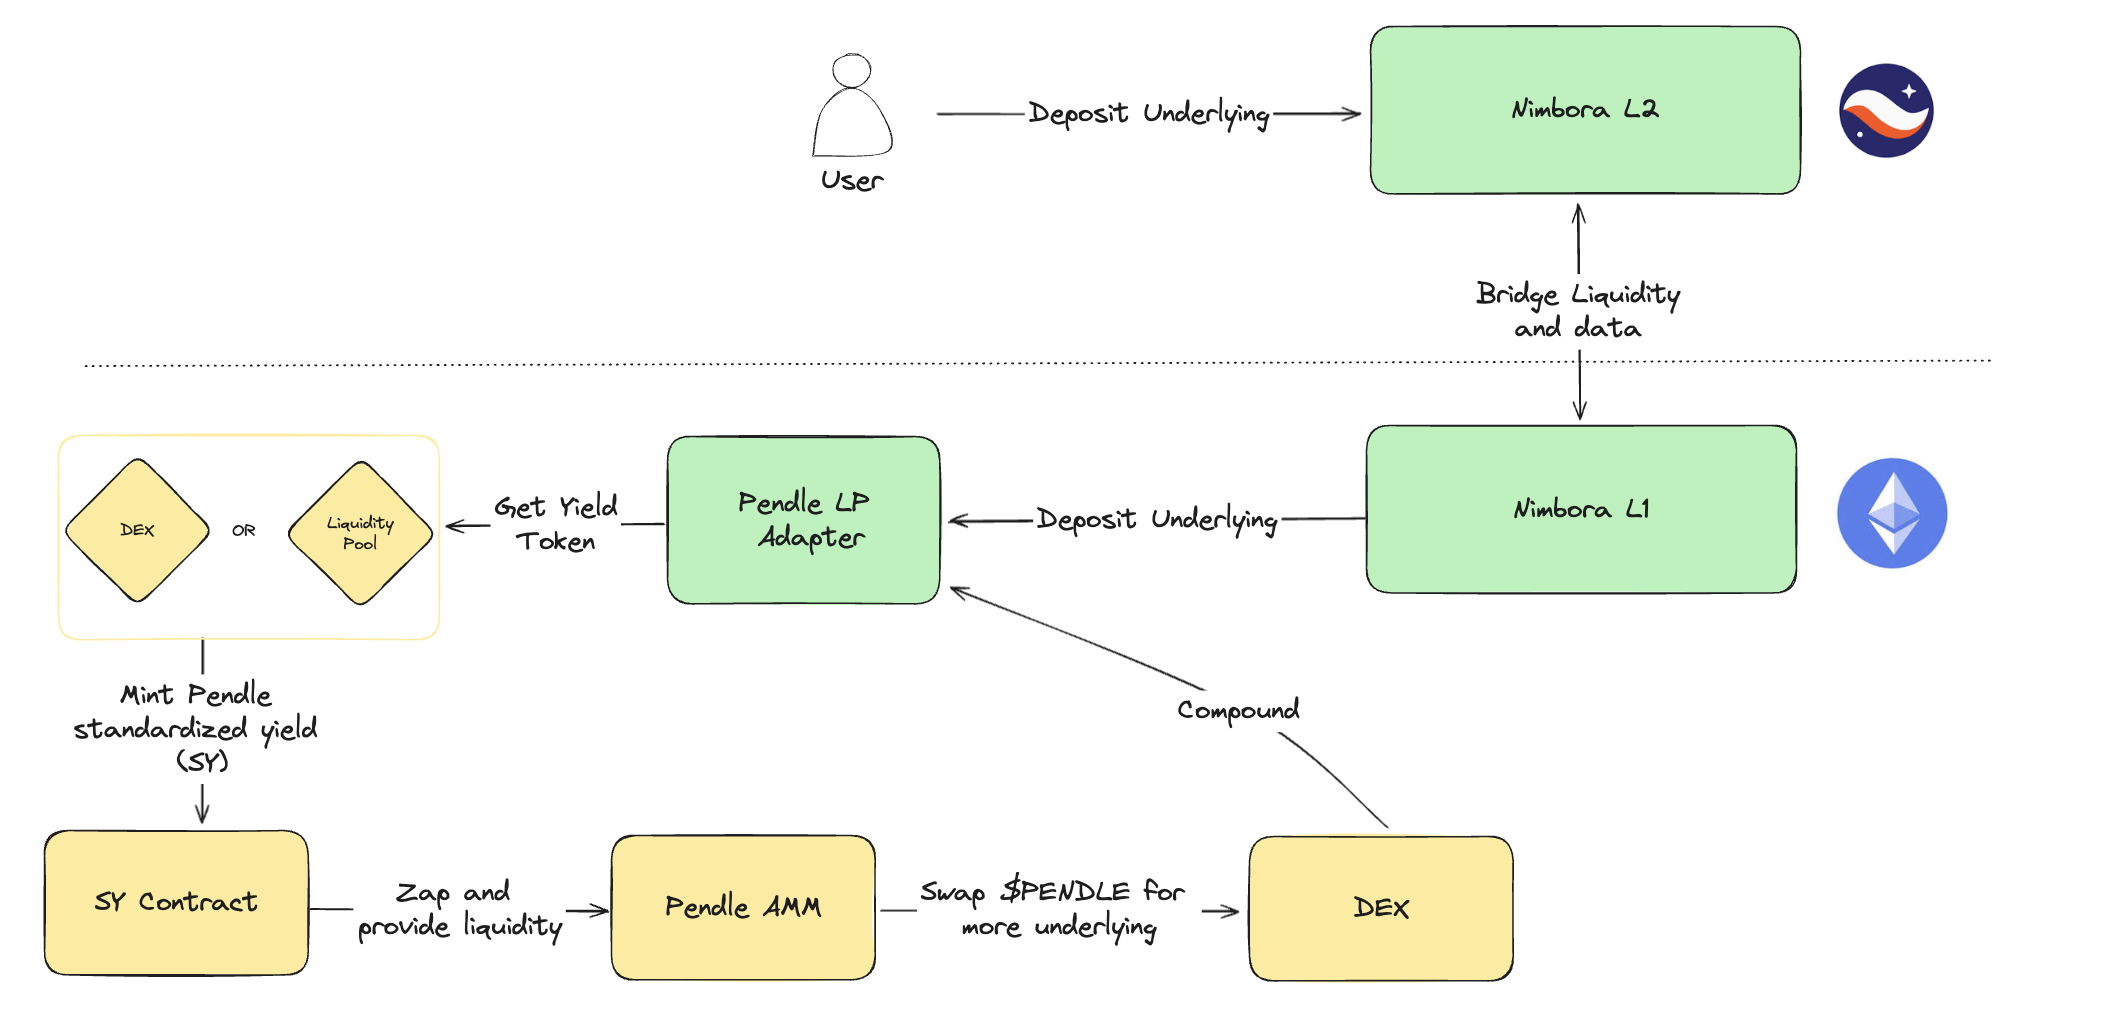 User
Deposit Underlying
Nimbora L2
Bridge Liquidity
and data
DEX
OR
Liquidity
Pool
Get Yield
Token
Pendle LP
Adapter
Deposit Underlying
Nimbora L1
Mint Pendle
standardized yield
(SY)
Compound
SY Contract
Zap and
provide liquidity
Pendle AMM
Swap $PENDLE for
more underlying
DEX